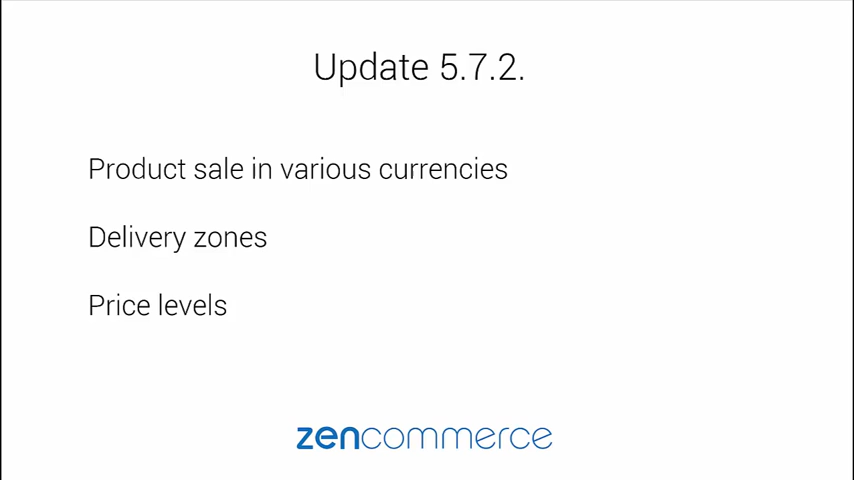 Update 5.7.2.
Product sale in various currencies
Delivery zones
Price levels
zencommerce